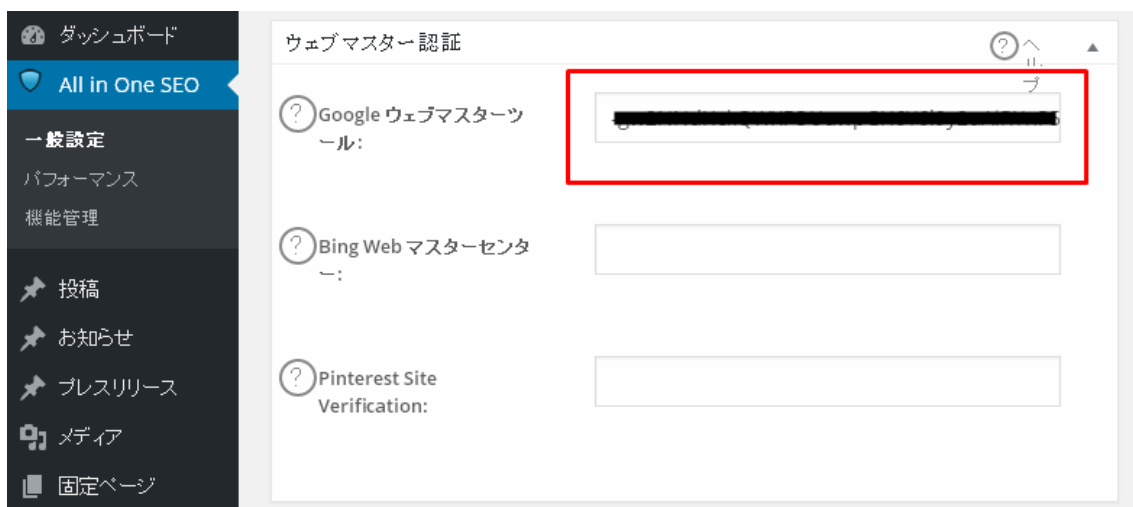 ダッシュボード
All in One SEO
一般設定
パフォーマンス
機能管理
投稿
お知らせ
プレスリリース
メディア
固定ページ
ウェブマスター認証
ヘルプ
Google ウェブマスターツ
ール:
Bing Web マスターセンタ
ー:
Pinterest Site
Verification: